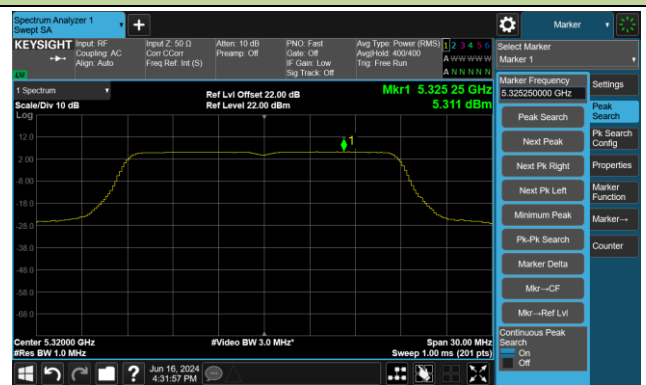 Spectrum Analyzer 1
Swept SA
Marker
KEYSIGHT
Input: RF
Coupling: AC
Align: Auto
Input Z: 50 Ω
Corr CCorr
Freq Ref: Int (S)
Atten: 10 dB
Preamp: Off
PNO: Fast
Gate: Off
IF Gain: Low
Sig Track: Off
Avg Type: Power (RMS)
Avg|Hold: 400/400
Trig: Free Run
1 2 3 4 5 6
A W W W W W
A N N N N N
LW
Select Marker
Marker 1
1 Spectrum
Scale/Div 10 dB
Log
Ref Lvl Offset 22.00 dB
Ref Level 22.00 dBm
Mkr1 5.325 25 GHz
5.311 dBm
1
12.0
2.00
-8.00
-18.0
-28.0
-38.0
-48.0
-58.0
-68.0
Center 5.32000 GHz
#Res BW 1.0 MHz
#Video BW 3.0 MHz*
Span 30.00 MHz
Sweep 1.00 ms (201 pts)
Marker Frequency
5.325250000 GHz
Peak Search
Next Peak
Next Pk Right
Next Pk Left
Minimum Peak
Pk-Pk Search
Marker Delta
Mkr→CF
Mkr→Ref Lvl
Continuous Peak
Search
On
Off
Settings
Peak
Search
Pk Search
Config
Properties
Marker
Function
Marker→
Counter
?
Jun 16, 2024
4:31:57 PM